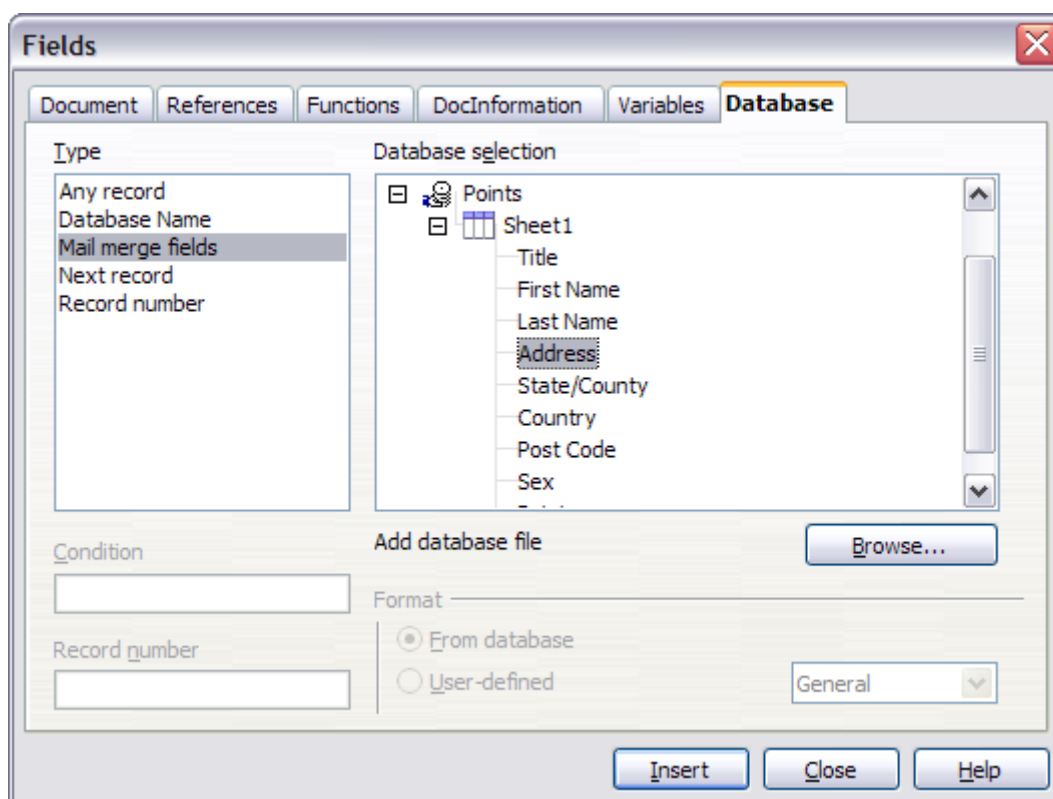 Fields
Document References Functions DocInformation Variables Database
Type
Any record
Database Name
Mail merge fields
Next record
Record number
Database selection
Points
Sheet1
Title
First Name
Last Name
Address
State/County
Country
Post Code
Sex
Condition
Record number
Add database file
Browse...
Format
From database
User-defined
General
Insert Close Help